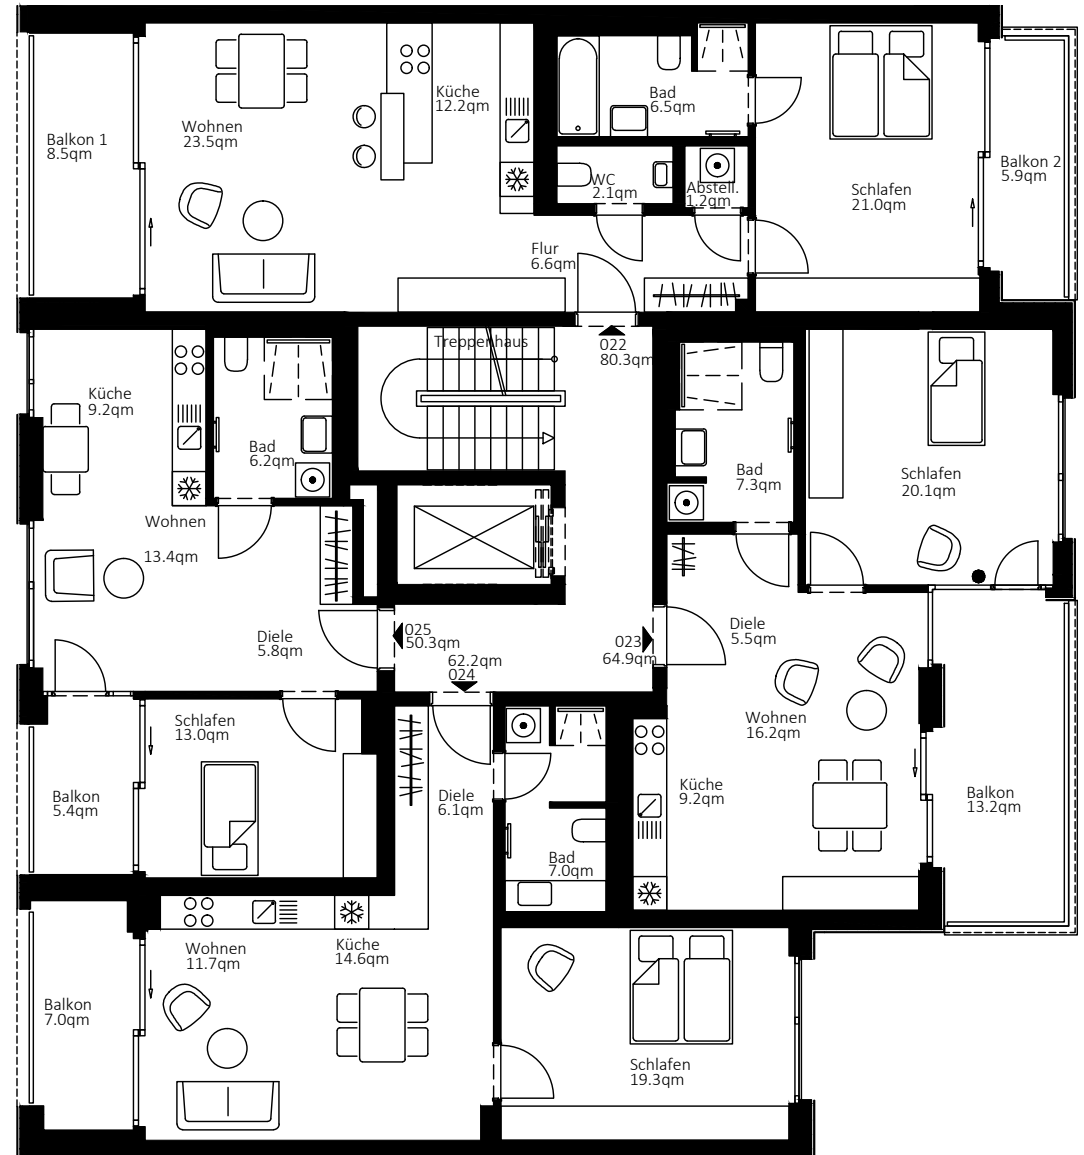 Balkon 1
8.5qm
Wohnen
23.5qm
Küche
12.2qm
Bad
6.5qm
WC
2.1qm
Abstell.
1.2qm
Flur
6.6qm
Schlafen
21.0qm
Balkon 2
5.9qm
Treppenhaus
022
80.3qm
Küche
9.2qm
Bad
6.2qm
Wohnen
13.4qm
Diele
5.8qm
025
50.3qm
62.2qm
024
023
64.9qm
Bad
7.3qm
Schlafen
20.1qm
Diele
5.5qm
Wohnen
16.2qm
Küche
9.2qm
Balkon
13.2qm
Schlafen
13.0qm
Balkon
5.4qm
Diele
6.1qm
Bad
7.0qm
Wohnen
11.7qm
Küche
14.6qm
Balkon
7.0qm
Schlafen
19.3qm